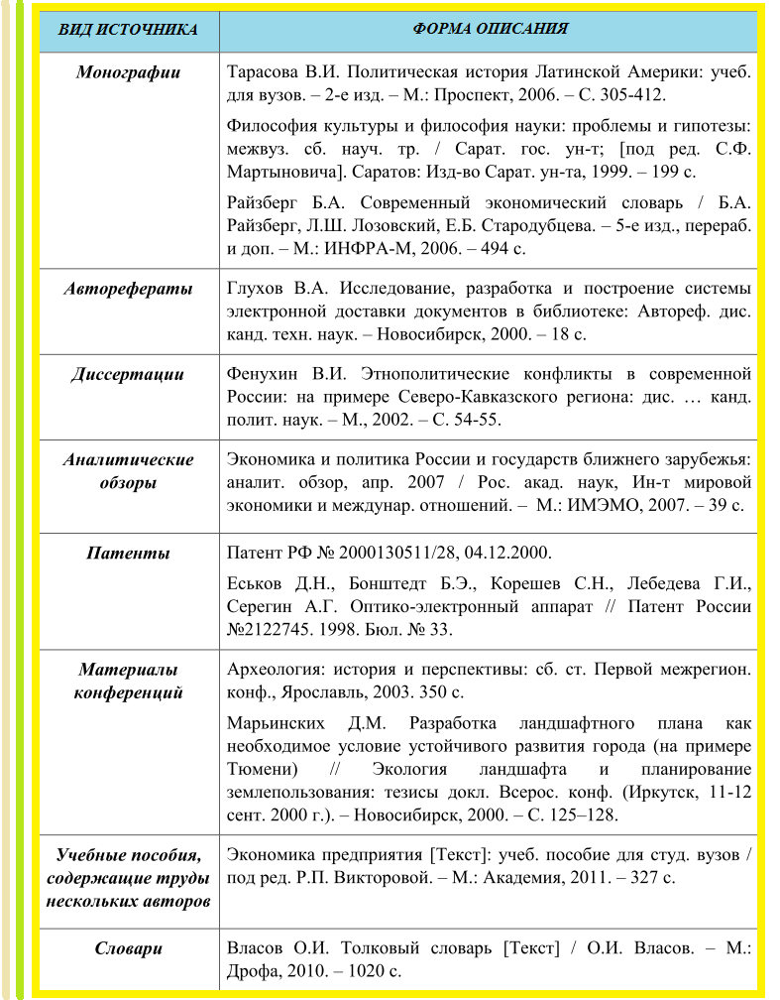 ВИД ИСТОЧНИКА
ФОРМА ОПИСАНИЯ
Монографии
Тарасова В.И. Политическая история Латинской Америки: учеб.
для вузов. – 2-е изд. – М.: Проспект, 2006. – С. 305-412.
Философия культуры и философия науки: проблемы и гипотезы:
межвуз. сб. науч. тр. / Сарат. гос. ун-т; [под ред. С.Ф.
Мартыновича]. Саратов: Изд-во Сарат. ун-та, 1999. – 199 с.
Райзберг Б.А. Современный экономический словарь / Б.А.
Райзберг, Л.Ш. Лозовский, Е.Б. Стародубцева. – 5-е изд., перераб.
и доп. – М.: ИНФРА-М, 2006. – 494 с.
Авторефераты
Глухов В.А. Исследование, разработка и построение системы
электронной доставки документов в библиотеке: Автореф. дис.
канд. техн. наук. – Новосибирск, 2000. – 18 с.
Диссертации
Фенухин В.И. Этнополитические конфликты в современной
России: на примере Северо-Кавказского региона: дис. … канд.
полит. наук. – М., 2002. – С. 54-55.
Аналитические
обзоры
Экономика и политика России и государств ближнего зарубежья:
аналит. обзор, апр. 2007 / Рос. акад. наук, Ин-т мировой
экономики и междунар. отношений. – М.: ИМЭМО, 2007. – 39 с.
Патенты
Патент РФ № 2000130511/28, 04.12.2000.
Еськов Д.Н., Бонштедт Б.Э., Корешев С.Н., Лебедева Г.И.,
Серегин А.Г. Оптико-электронный аппарат // Патент России
№2122745. 1998. Бюл. № 33.
Материалы
конференций
Археология: история и перспективы: сб. ст. Первой межрегион.
конф., Ярославль, 2003. 350 с.
Марьинских Д.М. Разработка ландшафтного плана как
необходимое условие устойчивого развития города (на примере
Тюмени) // Экология ландшафта и планирование
землепользования: тезисы докл. Всерос. конф. (Иркутск, 11-12
сент. 2000 г.). – Новосибирск, 2000. – С. 125–128.
Учебные пособия,
содержащие труды
нескольких авторов
Экономика предприятия [Текст]: учеб. пособие для студ. вузов /
под ред. Р.П. Викторовой. – М.: Академия, 2011. – 327 с.
Словари
Власов О.И. Толковый словарь [Текст] / О.И. Власов. – М.:
Дрофа, 2010. – 1020 с.